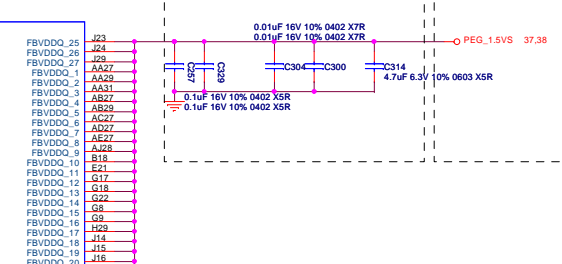 0.01uF 16V 10% 0402 X7R
0.01uF 16V 10% 0402 X7R
PEG_1.5VS 37,38
C257
C329
C304
C300
C314
4.7uF 6.3V 10% 0603 X5R
0.1uF 16V 10% 0402 X5R
0.1uF 16V 10% 0402 X5R
FBVDDQ_25 J23
FBVDDQ_26 J24
FBVDDQ_27 J29
FBVDDQ_1 AA27
FBVDDQ_2 AA29
FBVDDQ_3 AA31
FBVDDQ_4 AB27
FBVDDQ_5 AB29
FBVDDQ_6 AC27
FBVDDQ_7 AD27
FBVDDQ_8 AE27
FBVDDQ_9 AJ28
FBVDDQ_10 B18
FBVDDQ_11 E21
FBVDDQ_12 G17
FBVDDQ_13 G18
FBVDDQ_14 G22
FBVDDQ_15 G8
FBVDDQ_16 G9
FBVDDQ_17 H29
FBVDDQ_18 J14
FBVDDQ_19 J15
FBVDDQ_20 J16